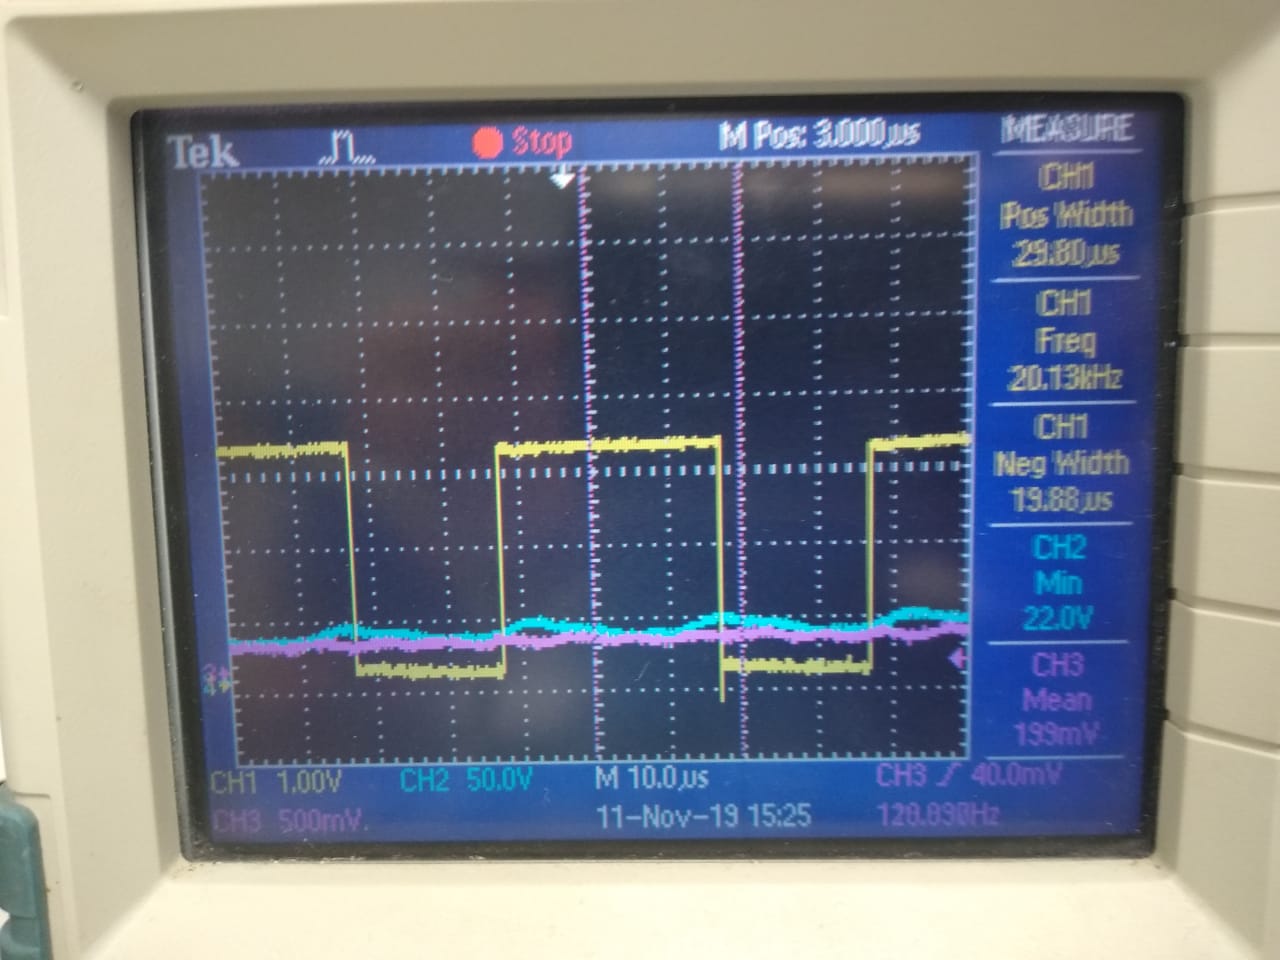 Tek Stop M Pos: 3.000µs MEASURE
CH1
Pos Width
29.80µs
CH1
Freq
20.13kHz
CH1
Neg Width
19.88µs
CH2
Min
22.0V
CH3
Mean
199mV
CH1 1.00V CH2 50.0V M 10.0µs CH3 40.0mV
CH3 500mV 11-Nov-19 15:25